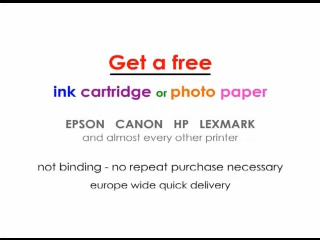 Get a free
ink cartridge or photo paper
EPSON CANON HP LEXMARK
and almost every other printer
not binding - no repeat purchase necessary
europe wide quick delivery